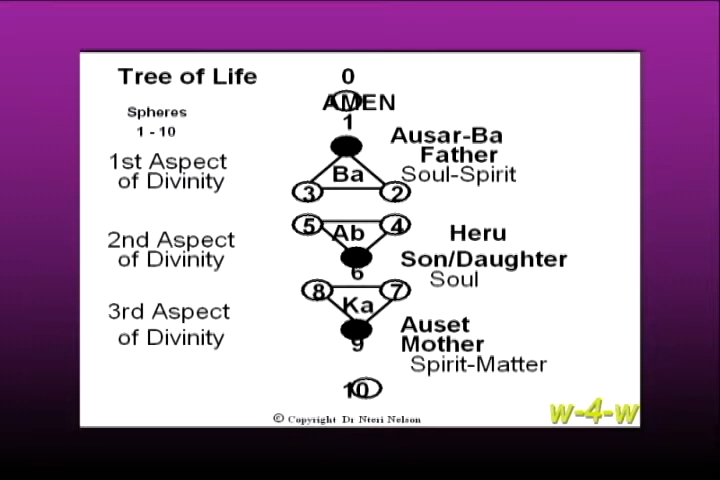 Tree of Life
0
AMEN
Spheres
1 - 10
1
Ausar-Ba
Father
Soul-Spirit
1st Aspect
of Divinity
Ba
3
2
5
4
Ab
2nd Aspect
of Divinity
Heru
Son/Daughter
Soul
6
8
7
Ka
3rd Aspect
of Divinity
Auset
Mother
Spirit-Matter
9
10
© Copyright Dr Nteri Nelson
w-4-w